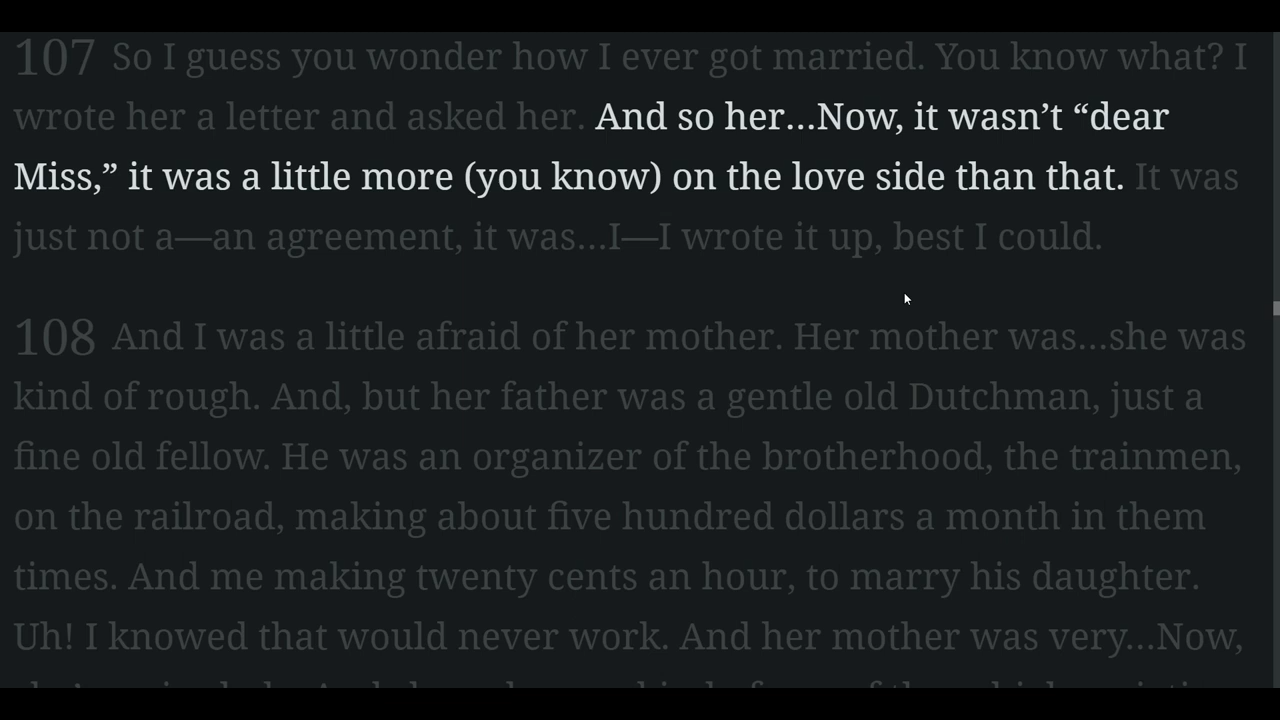 107 So I guess you wonder how I ever got married. You know what? I
wrote her a letter and asked her. And so her…Now, it wasn’t “dear
Miss,” it was a little more (you know) on the love side than that. It was
just not a—an agreement, it was…I—I wrote it up, best I could.
108 And I was a little afraid of her mother. Her mother was…she was
kind of rough. And, but her father was a gentle old Dutchman, just a
fine old fellow. He was an organizer of the brotherhood, the trainmen,
on the railroad, making about five hundred dollars a month in them
times. And me making twenty cents an hour, to marry his daughter.
Uh! I knowed that would never work. And her mother was very…Now,